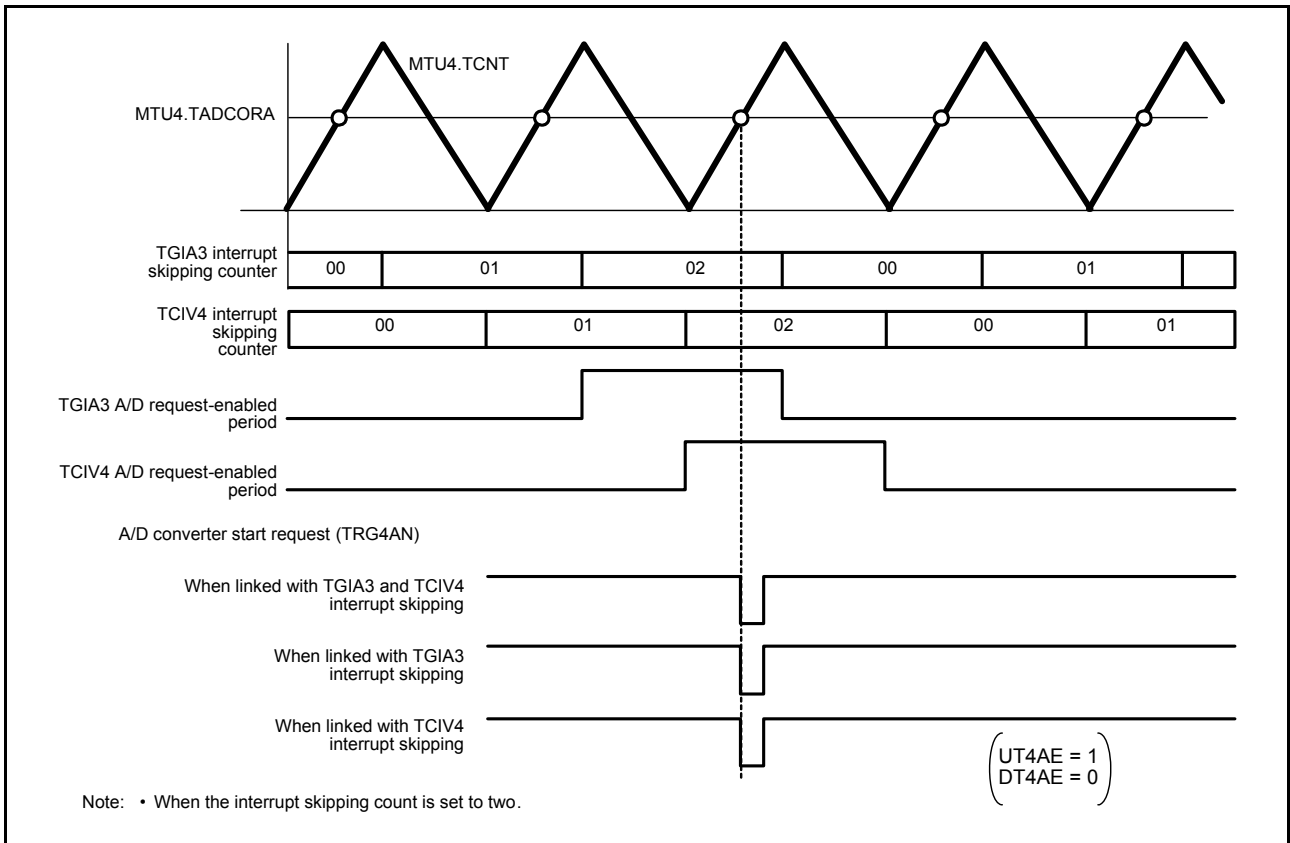 MTU4.TCNT
MTU4.TADCORA
TGIA3 interrupt
skipping counter
00 01 02 00 01
TCIV4 interrupt
skipping
counter
00 01 02 00 01
TGIA3 A/D request-enabled
period
TCIV4 A/D request-enabled
period
A/D converter start request (TRG4AN)
When linked with TGIA3 and TCIV4
interrupt skipping
When linked with TGIA3
interrupt skipping
When linked with TCIV4
interrupt skipping
UT4AE = 1
DT4AE = 0
Note: • When the interrupt skipping count is set to two.